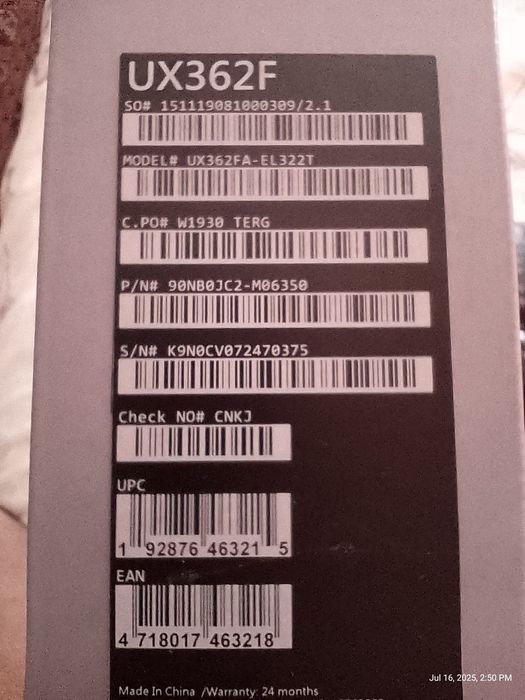 UX362F
SO# 151119081000309/2.1
MODEL# UX362FA-EL322T
C.PO# W1930 TERG
P/N# 90NB0JC2-M06350
S/N# K9N0CV072470375
Check NO# CNKJ
UPC
1 92876 46321 5
EAN
4 718017 463218
Made In China /Warranty: 24 months
Jul 16, 2025, 2:50 PM